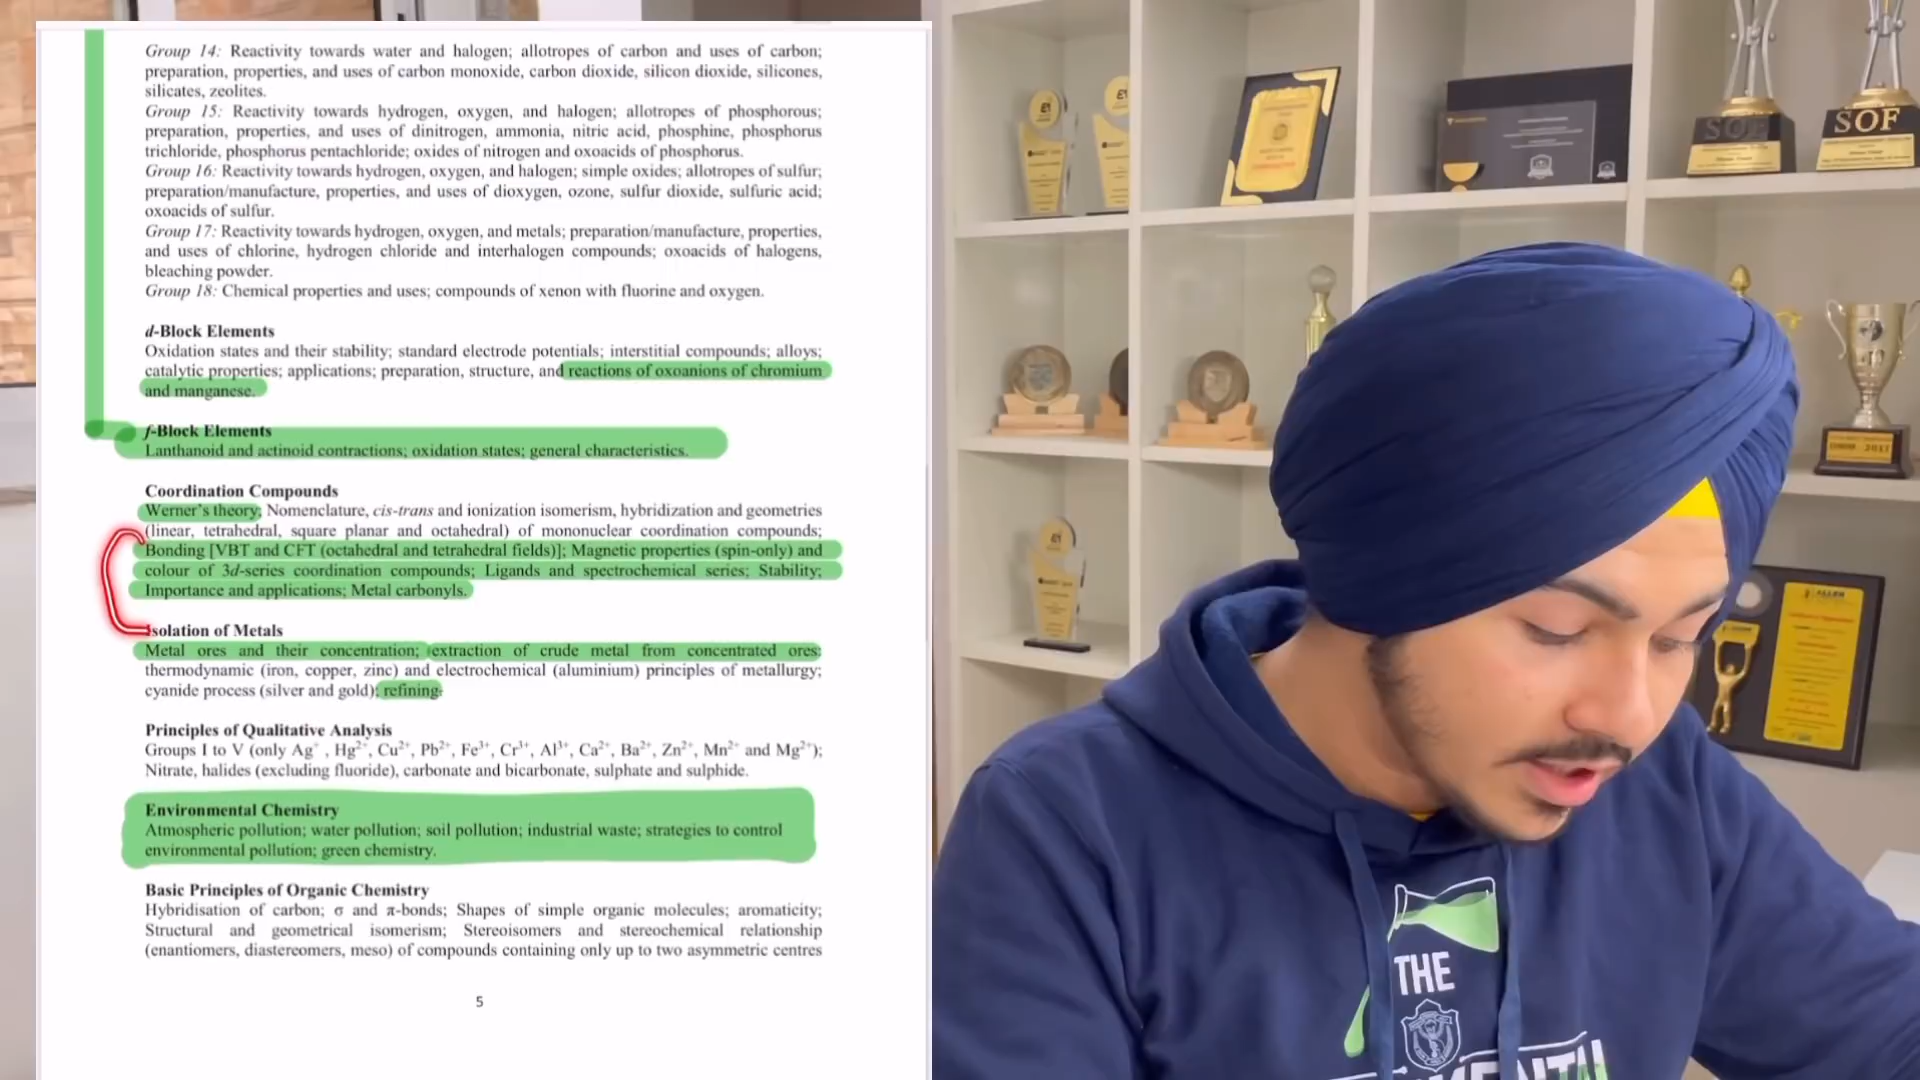 Group 14: Reactivity towards water and halogen; allotropes of carbon and uses of carbon;
preparation, properties, and uses of carbon monoxide, carbon dioxide, silicon dioxide, silicones,
silicates, zeolites.
Group 15: Reactivity towards hydrogen, oxygen, and halogen; allotropes of phosphorous;
preparation, properties, and uses of dinitrogen, ammonia, nitric acid, phosphine, phosphorus
trichloride, phosphorus pentachloride; oxides of nitrogen and oxoacids of phosphorus.
Group 16: Reactivity towards hydrogen, oxygen, and halogen; simple oxides; allotropes of sulfur;
preparation/manufacture, properties, and uses of dioxygen, ozone, sulfur dioxide, sulfuric acid;
oxoacids of sulfur.
Group 17: Reactivity towards hydrogen, oxygen, and metals; preparation/manufacture, properties,
and uses of chlorine, hydrogen chloride and interhalogen compounds; oxoacids of halogens,
bleaching powder.
Group 18: Chemical properties and uses; compounds of xenon with fluorine and oxygen.
d-Block Elements
Oxidation states and their stability; standard electrode potentials; interstitial compounds; alloys;
catalytic properties; applications; preparation, structure, and reactions of oxoanions of chromium
and manganese.
f-Block Elements
Lanthanoid and actinoid contractions; oxidation states; general characteristics.
Coordination Compounds
Werner's theory; Nomenclature, cis-trans and ionization isomerism, hybridization and geometries
(linear, tetrahedral, square planar and octahedral) of mononuclear coordination compounds;
Bonding [VBT and CFT (octahedral and tetrahedral fields)]; Magnetic properties (spin-only) and
colour of 3d-series coordination compounds; Ligands and spectrochemical series; Stability;
Importance and applications; Metal carbonyls.
Isolation of Metals
Metal ores and their concentration; extraction of crude metal from concentrated ores:
thermodynamic (iron, copper, zinc) and electrochemical (aluminium) principles of metallurgy;
cyanide process (silver and gold); refining.
Principles of Qualitative Analysis
Groups I to V (only Ag⁺, Hg²⁺, Cu²⁺, Pb²⁺, Fe³⁺, Cr³⁺, Al³⁺, Ca²⁺, Ba²⁺, Zn²⁺, Mn²⁺ and Mg²⁺);
Nitrate, halides (excluding fluoride), carbonate and bicarbonate, sulphate and sulphide.
Environmental Chemistry
Atmospheric pollution; water pollution; soil pollution; industrial waste; strategies to control
environmental pollution; green chemistry.
Basic Principles of Organic Chemistry
Hybridisation of carbon; σ and π-bonds; Shapes of simple organic molecules; aromaticity;
Structural and geometrical isomerism; Stereoisomers and stereochemical relationship
(enantiomers, diastereomers, meso) of compounds containing only up to two asymmetric centres
5
SOF
SOF
ALLEN
THE